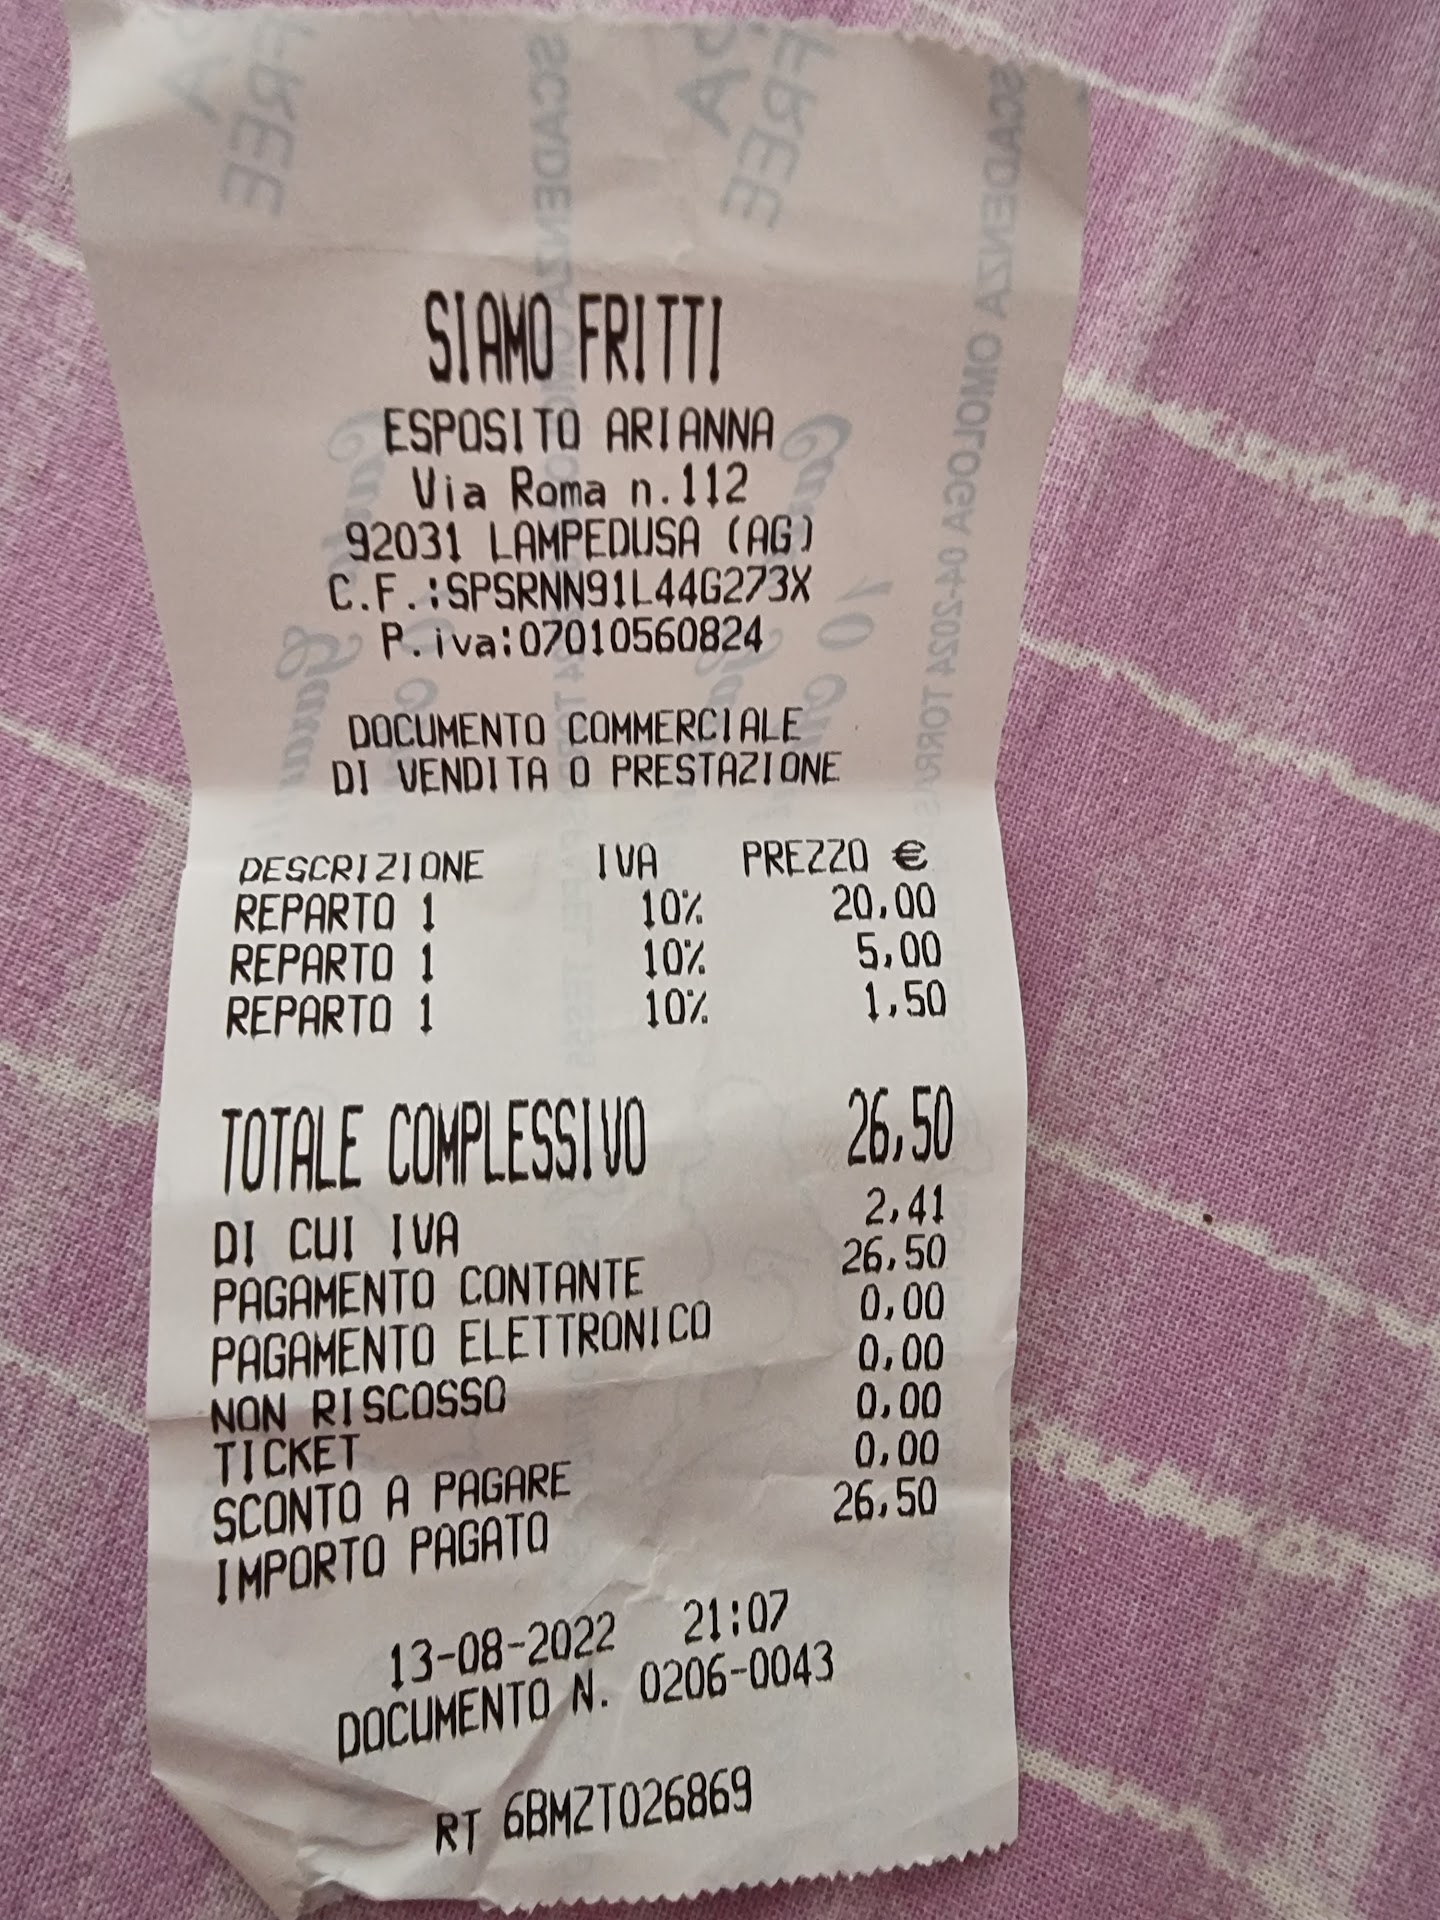 SIAMO FRITTI
ESPOSITO ARIANNA
Via Roma n.112
92031 LAMPEDUSA (AG)
C.F.:SPSRNN91L44G273X
P.iva:07010560824
DOCUMENTO COMMERCIALE
DI VENDITA O PRESTAZIONE
DESCRIZIONE IVA PREZZO €
REPARTO 1 10% 20,00
REPARTO 1 10% 5,00
REPARTO 1 10% 1,50
TOTALE COMPLESSIVO 26,50
DI CUI IVA 2,41
PAGAMENTO CONTANTE 26,50
PAGAMENTO ELETTRONICO 0,00
NON RISCOSSO 0,00
TICKET 0,00
SCONTO A PAGARE 0,00
IMPORTO PAGATO 26,50
13-08-2022 21:07
DOCUMENTO N. 0206-0043
RT 6BMZT026869